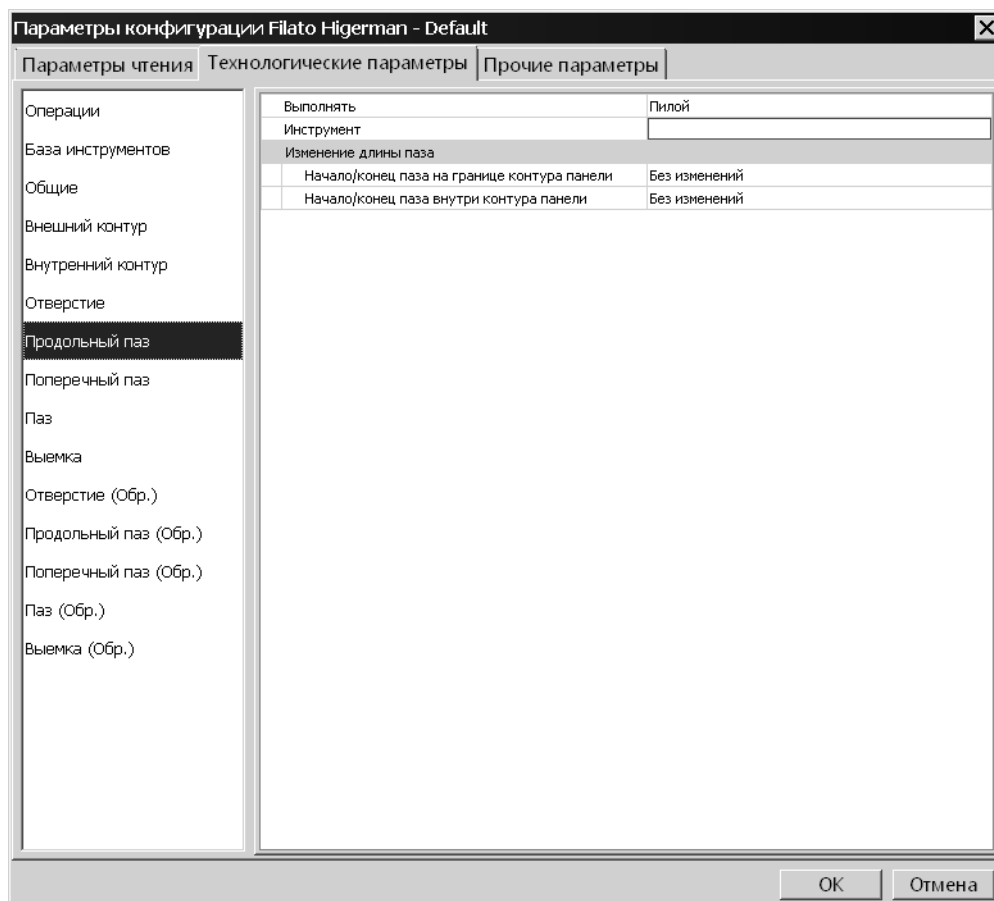 Параметры конфигурации Filato Higerman - Default
Параметры чтения Технологические параметры Прочие параметры
Операции
База инструментов
Общие
Внешний контур
Внутренний контур
Отверстие
Продольный паз
Поперечный паз
Паз
Выемка
Отверстие (Обр.)
Продольный паз (Обр.)
Поперечный паз (Обр.)
Паз (Обр.)
Выемка (Обр.)
Выполнять Пилой
Инструмент
Изменение длины паза
Начало/конец паза на границе контура панели Без изменений
Начало/конец паза внутри контура панели Без изменений
OK Отмена